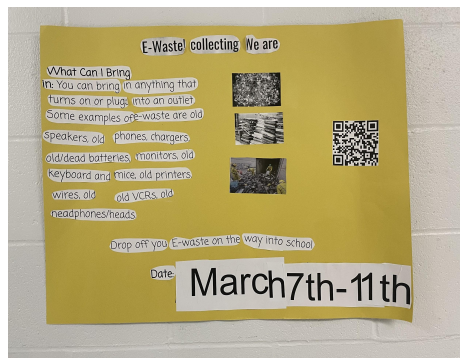 E-Waste! collecting We are
What Can I Bring
in: You can bring in anything that
turns on or plugs into an outlet
Some examples of e-waste are old
speakers, old phones, chargers,
old/dead batteries, monitors, old
keyboard and mice, old printers,
wires, old old VCRs, old
headphones/heads
Drop off you E-waste on the way into school
Date: March 7th-11th